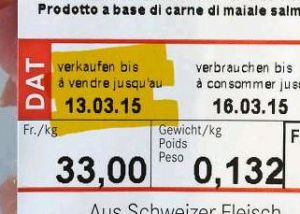 Prodotto a base di carne di maiale salm
DAT
verkaufen bis
à vendre jusqu'au
13.03.15
verbrauchen bis
à consommer jus
16.03.15
Fr./kg
33,00
Gewicht/kg
Poids
Peso
0,132
F
Aus Schweizer Fleisch